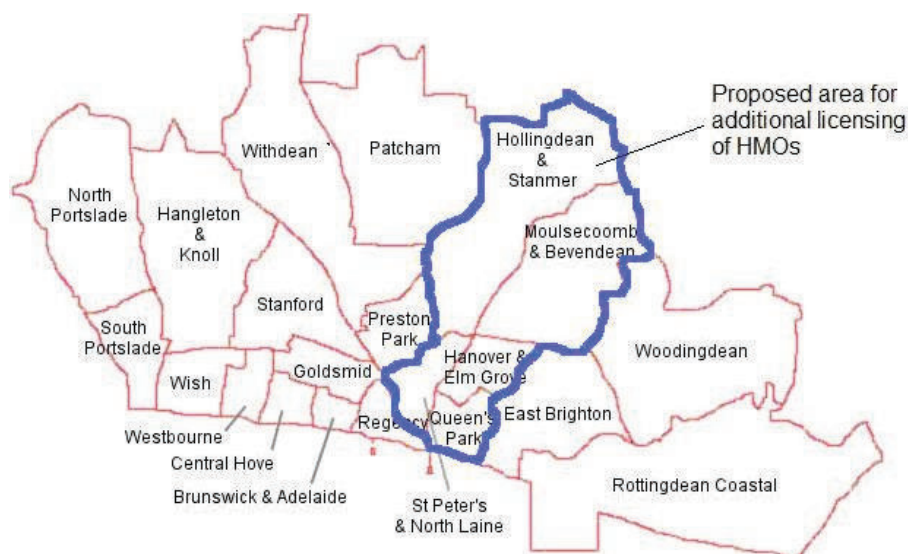 Proposed area for
additional licensing
of HMOs
Hollingdean
&
Stanmer
Withdean
Patcham
North
Portslade
Hangleton
&
Knoll
Moulsecoomb
& Bevendean
Stanford
Preston
Park
South
Portslade
Hanover &
Elm Grove
Woodingdean
Goldsmid
Wish
Regency
Queen's
Park
East Brighton
Westbourne
Central Hove
Brunswick & Adelaide
St Peter's
& North Laine
Rottingdean Coastal